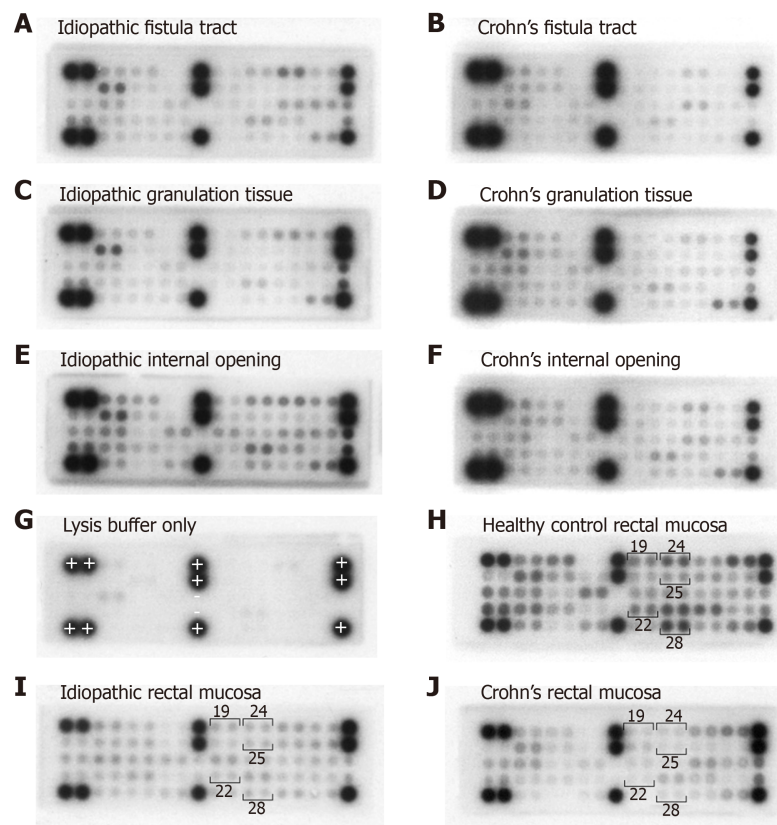 A Idiopathic fistula tract
B Crohn's fistula tract
C Idiopathic granulation tissue
D Crohn's granulation tissue
E Idiopathic internal opening
F Crohn's internal opening
G Lysis buffer only
+ + + +
+ +
–
–
+ + + +
H Healthy control rectal mucosa
19 24
25
22
28
I Idiopathic rectal mucosa
19 24
25
22
28
J Crohn's rectal mucosa
19 24
25
22
28